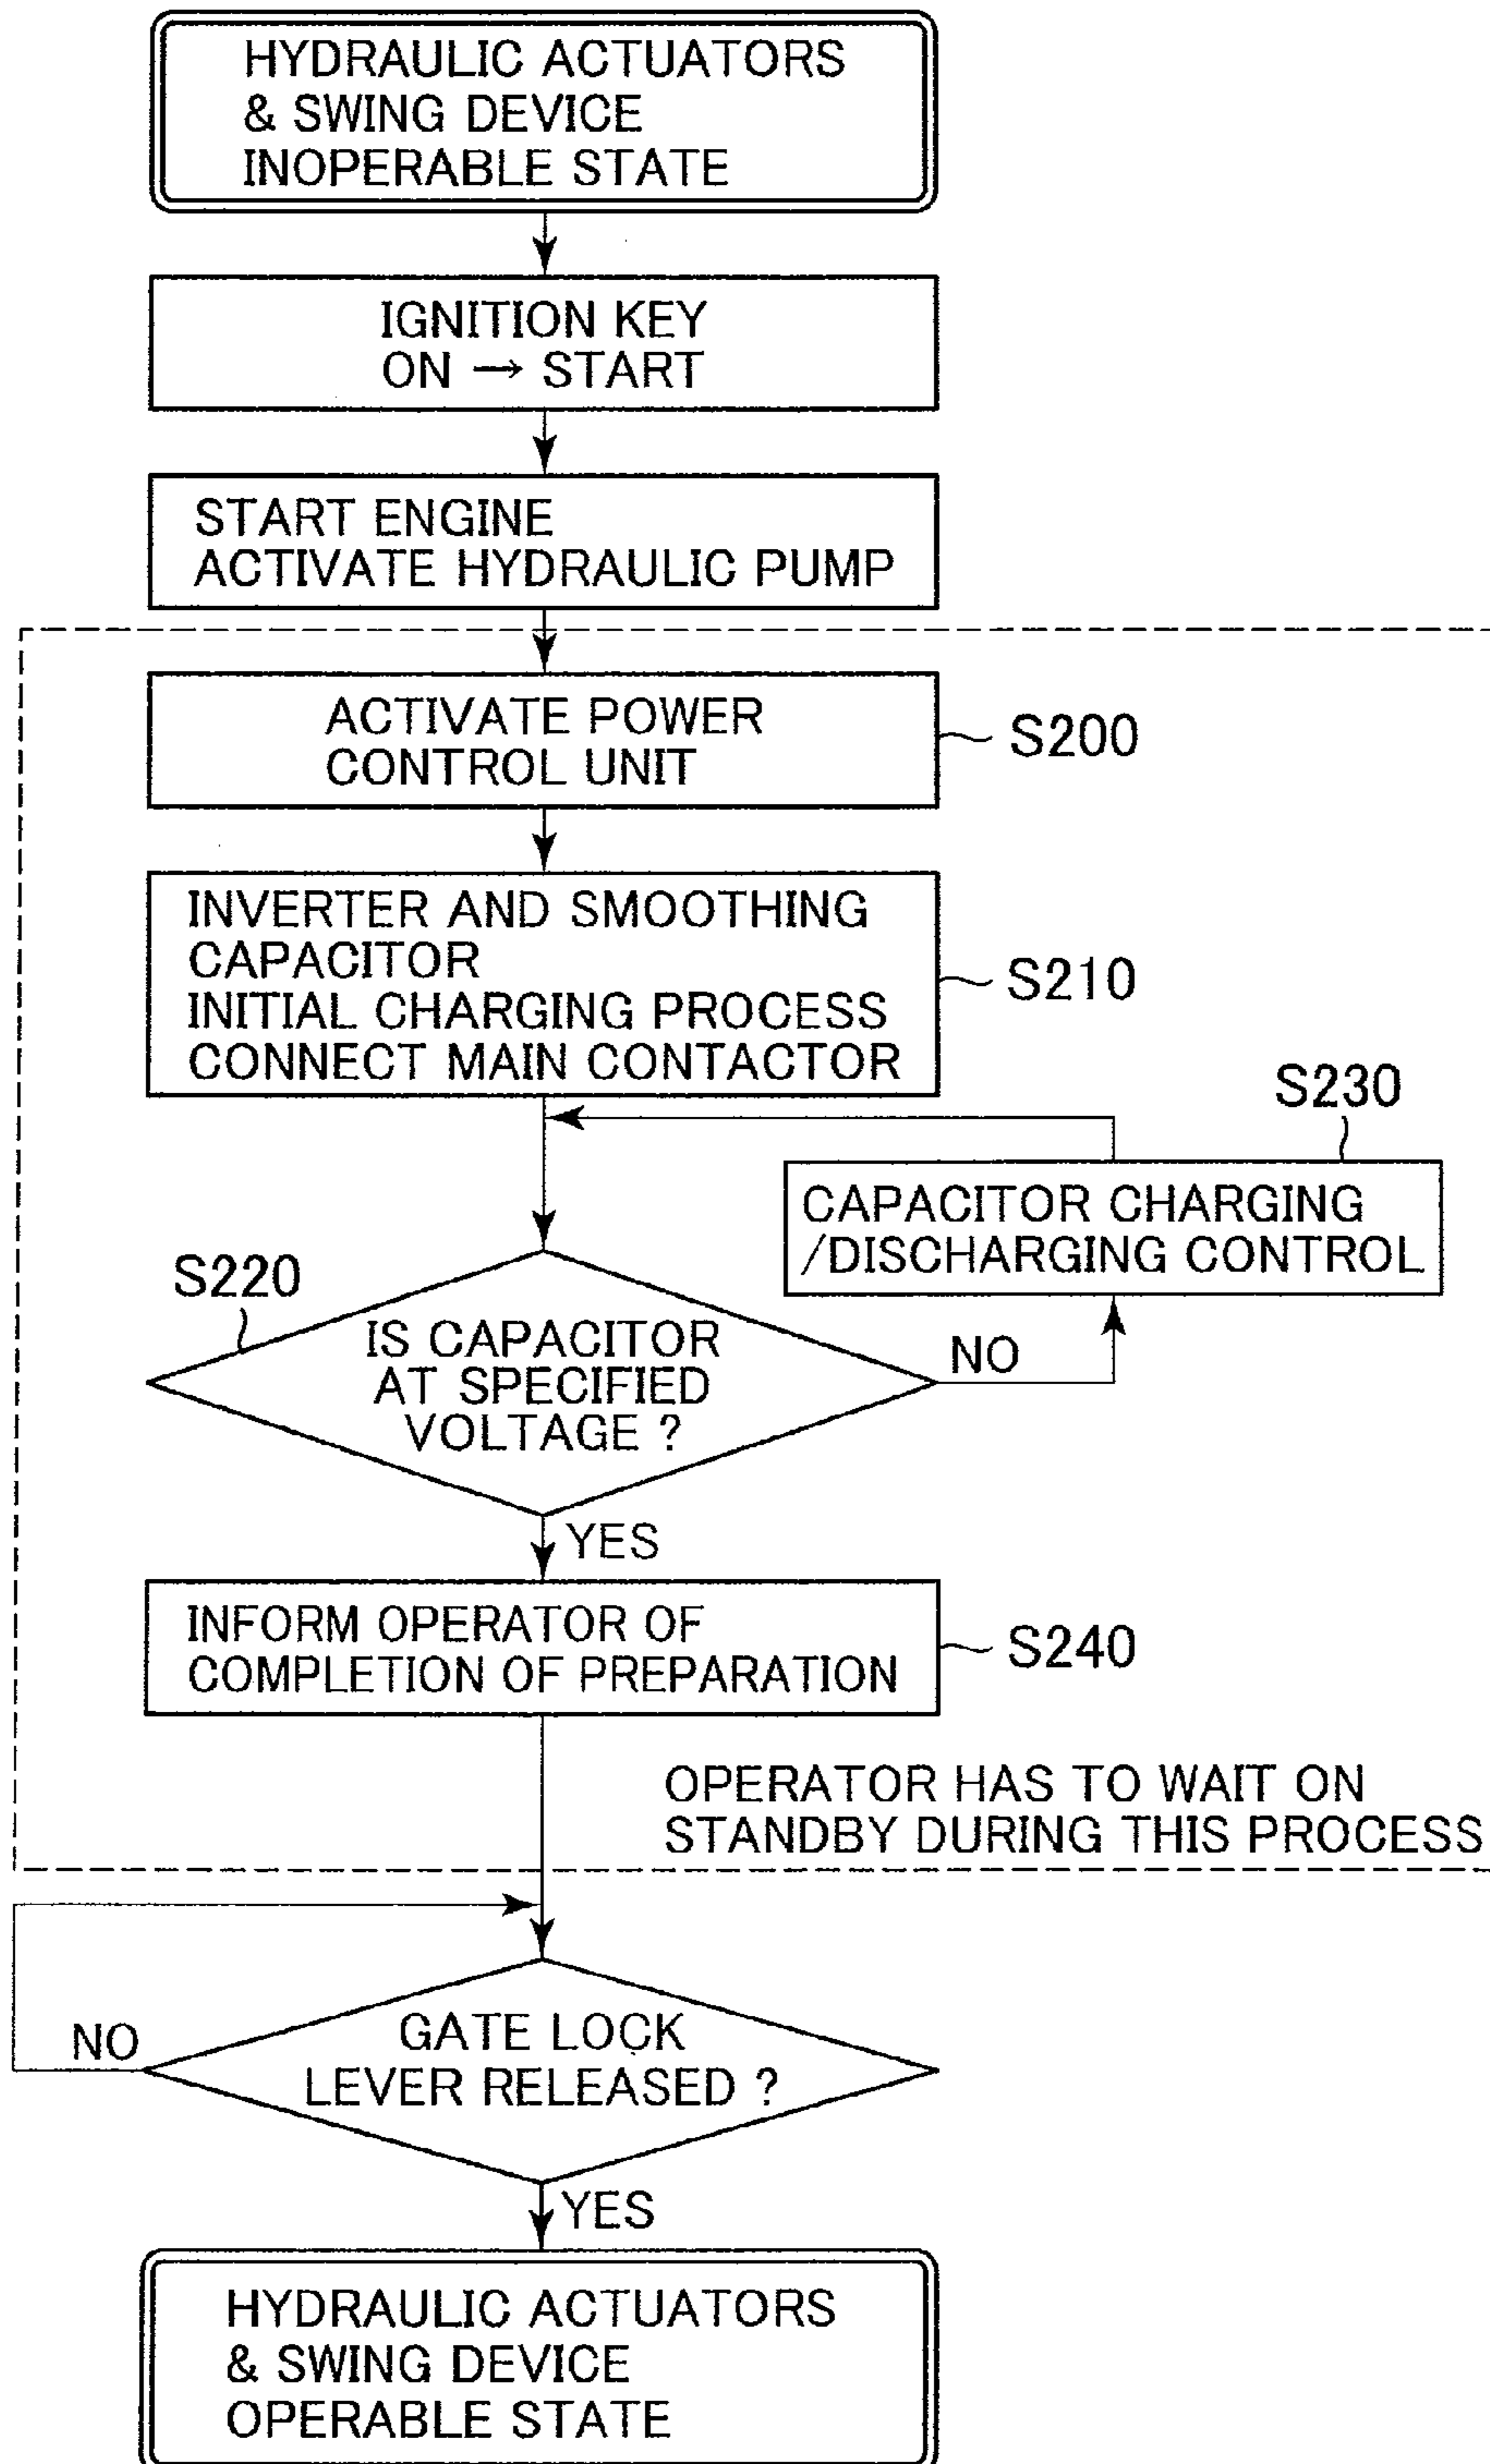 HYDRAULIC ACTUATORS
& SWING DEVICE
INOPERABLE STATE
IGNITION KEY
ON → START
START ENGINE
ACTIVATE HYDRAULIC PUMP
ACTIVATE POWER
CONTROL UNIT
S200
INVERTER AND SMOOTHING
CAPACITOR
INITIAL CHARGING PROCESS
CONNECT MAIN CONTACTOR
S210
S230
CAPACITOR CHARGING
/DISCHARGING CONTROL
S220
IS CAPACITOR
AT SPECIFIED
VOLTAGE ?
NO
YES
INFORM OPERATOR OF
COMPLETION OF PREPARATION
S240
OPERATOR HAS TO WAIT ON
STANDBY DURING THIS PROCESS
GATE LOCK
LEVER RELEASED ?
NO
YES
HYDRAULIC ACTUATORS
& SWING DEVICE
OPERABLE STATE